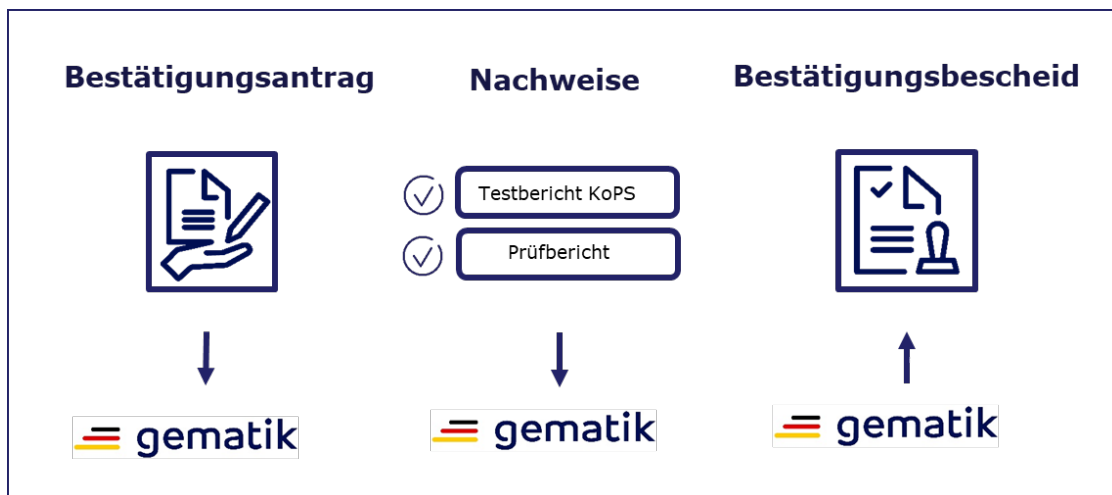 Bestätigungsantrag
Nachweise
Bestätigungsbescheid
Testbericht KoPS
Prüfbericht
gematik
gematik
gematik